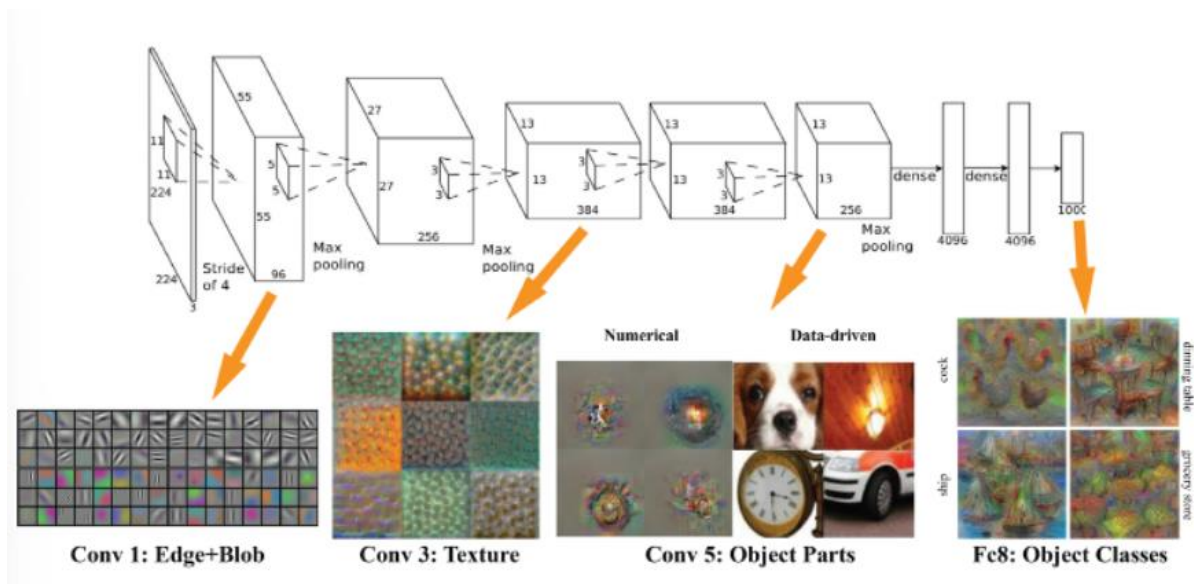 55
27
13
13
13
11
11
224
5
5
3
3
3
3
3
3
55
27
13
13
13
dense
dense
224
3
Stride
of 4
96
Max
pooling
256
Max
pooling
384
384
256
Max
pooling
4096
4096
1000
Numerical
Data-driven
cock
dinning table
ship
grocery store
Conv 1: Edge+Blob
Conv 3: Texture
Conv 5: Object Parts
Fc8: Object Classes